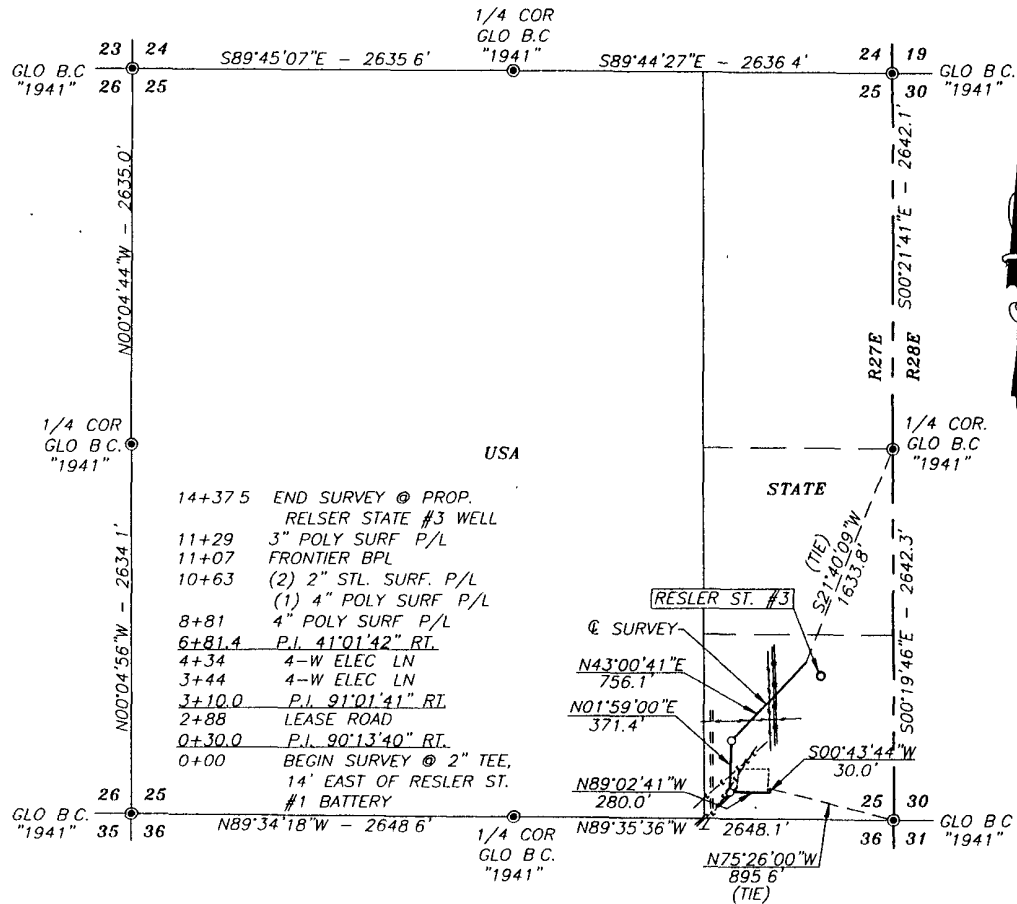 1/4 COR
GLO B.C.
"1941"
23 24
26 25
GLO B.C
"1941"
S89°45'07"E - 2635 6'
S89°44'27"E - 2636 4'
24 19
25 30
GLO B C.
"1941"
N00°04'44"W - 2635.0'
S00°21'41"E - 2642.1'
R27E
R28E
1/4 COR
GLO B C.
"1941"
1/4 COR.
GLO B.C
"1941"
USA
STATE
14+37 5 END SURVEY @ PROP.
RELSER STATE #3 WELL
11+29 3" POLY SURF P/L
11+07 FRONTIER BPL
10+63 (2) 2" STL. SURF. P/L
(1) 4" POLY SURF P/L
8+81 4" POLY SURF P/L
6+81.4 P.I. 41°01'42" RT.
4+34 4-W ELEC LN
3+44 4-W ELEC LN
3+10.0 P.I. 91°01'41" RT.
2+88 LEASE ROAD
0+30.0 P.I. 90°13'40" RT.
0+00 BEGIN SURVEY @ 2" TEE,
14' EAST OF RESLER ST.
#1 BATTERY
N00°04'56"W - 2634 1'
(TIE)
S21°40'09"W
1633.8'
S00°19'46"E - 2642.3'
RESLER ST. #3
℄ SURVEY
N43°00'41"E
756.1'
N01°59'00"E
371.4'
S00°43'44"W
30.0'
N89°02'41"W
280.0'
26 25
35 36
GLO B C.
"1941"
N89°34'18"W - 2648 6'
1/4 COR
GLO B C.
"1941"
N89°35'36"W - 2648.1'
25 30
36 31
GLO B C
"1941"
N75°26'00"W
895 6'
(TIE)